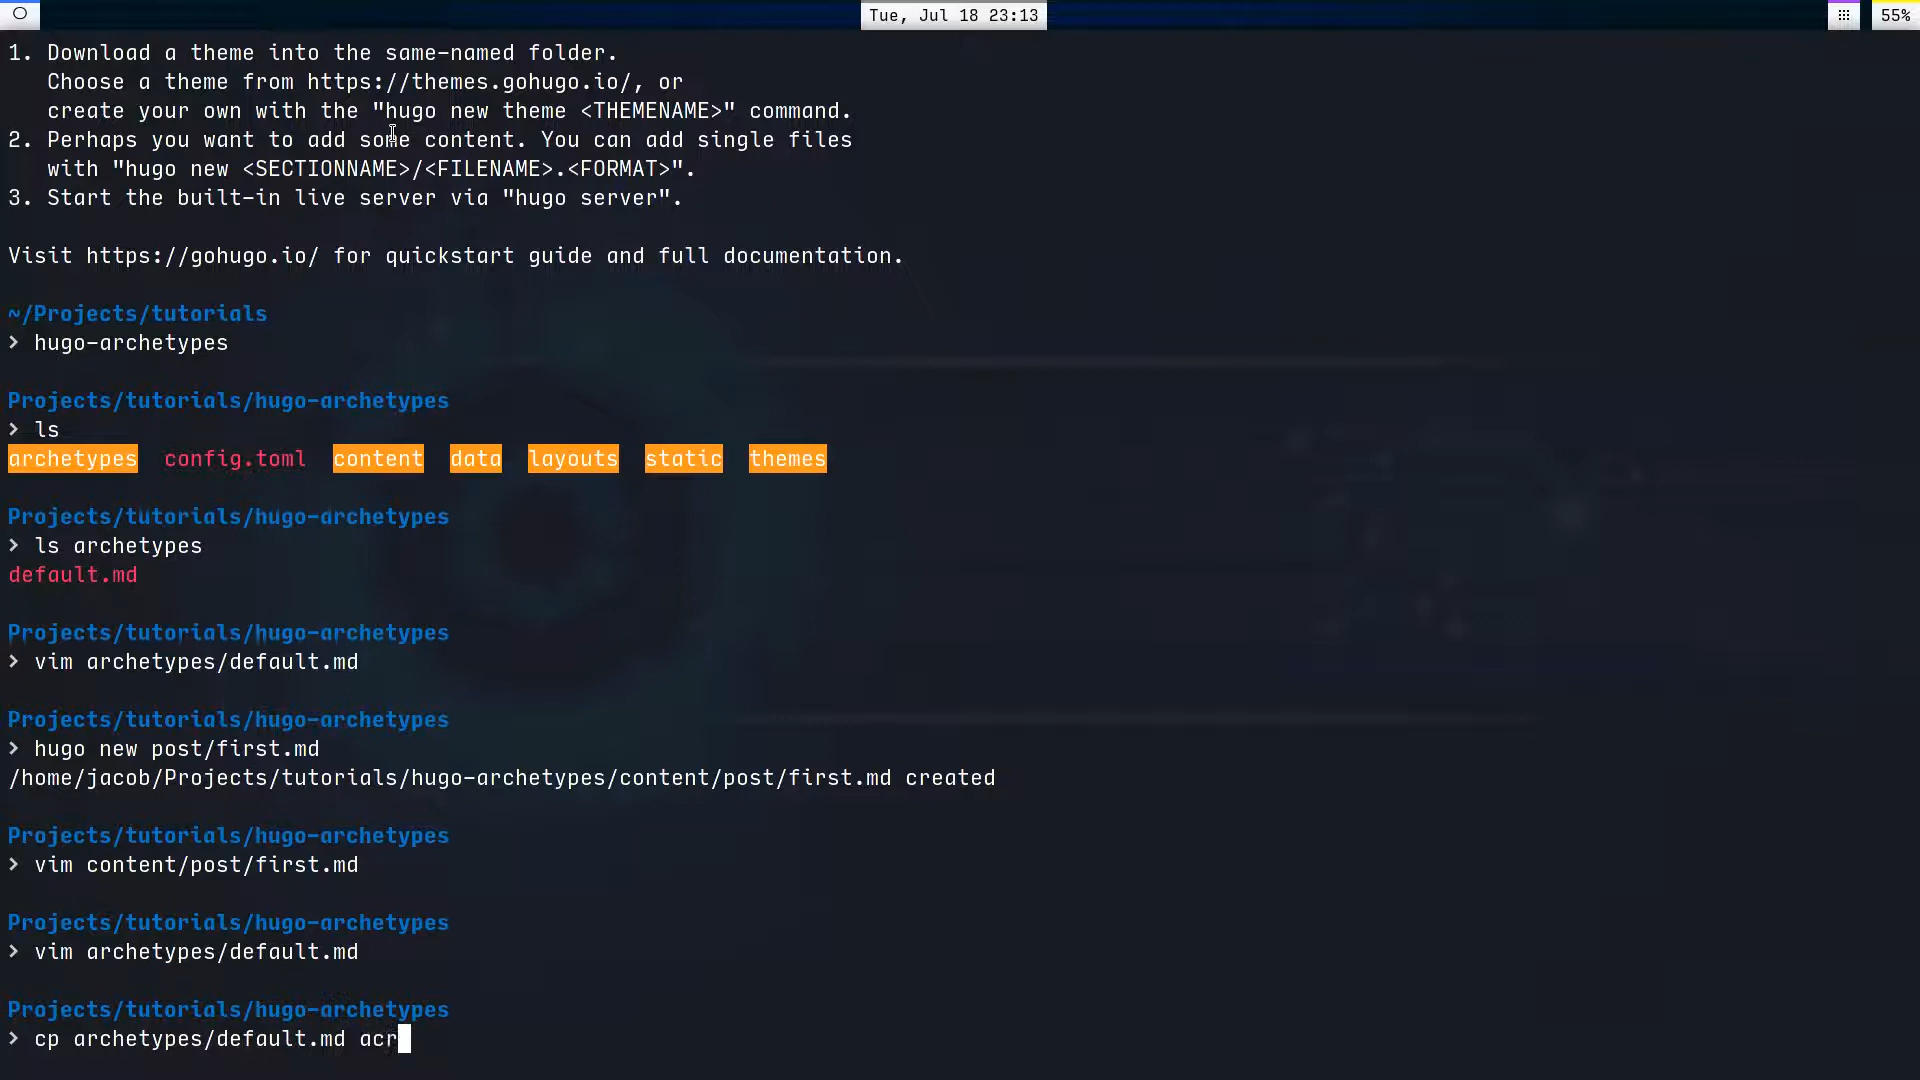 Tue, Jul 18 23:13
55%
1. Download a theme into the same-named folder.
Choose a theme from https://themes.gohugo.io/, or
create your own with the "hugo new theme <THEMENAME>" command.
2. Perhaps you want to add some content. You can add single files
with "hugo new <SECTIONNAME>/<FILENAME>.<FORMAT>".
3. Start the built-in live server via "hugo server".
Visit https://gohugo.io/ for quickstart guide and full documentation.
~/Projects/tutorials
> hugo-archetypes
Projects/tutorials/hugo-archetypes
> ls
archetypes config.toml content data layouts static themes
Projects/tutorials/hugo-archetypes
> ls archetypes
default.md
Projects/tutorials/hugo-archetypes
> vim archetypes/default.md
Projects/tutorials/hugo-archetypes
> hugo new post/first.md
/home/jacob/Projects/tutorials/hugo-archetypes/content/post/first.md created
Projects/tutorials/hugo-archetypes
> vim content/post/first.md
Projects/tutorials/hugo-archetypes
> vim archetypes/default.md
Projects/tutorials/hugo-archetypes
> cp archetypes/default.md acr